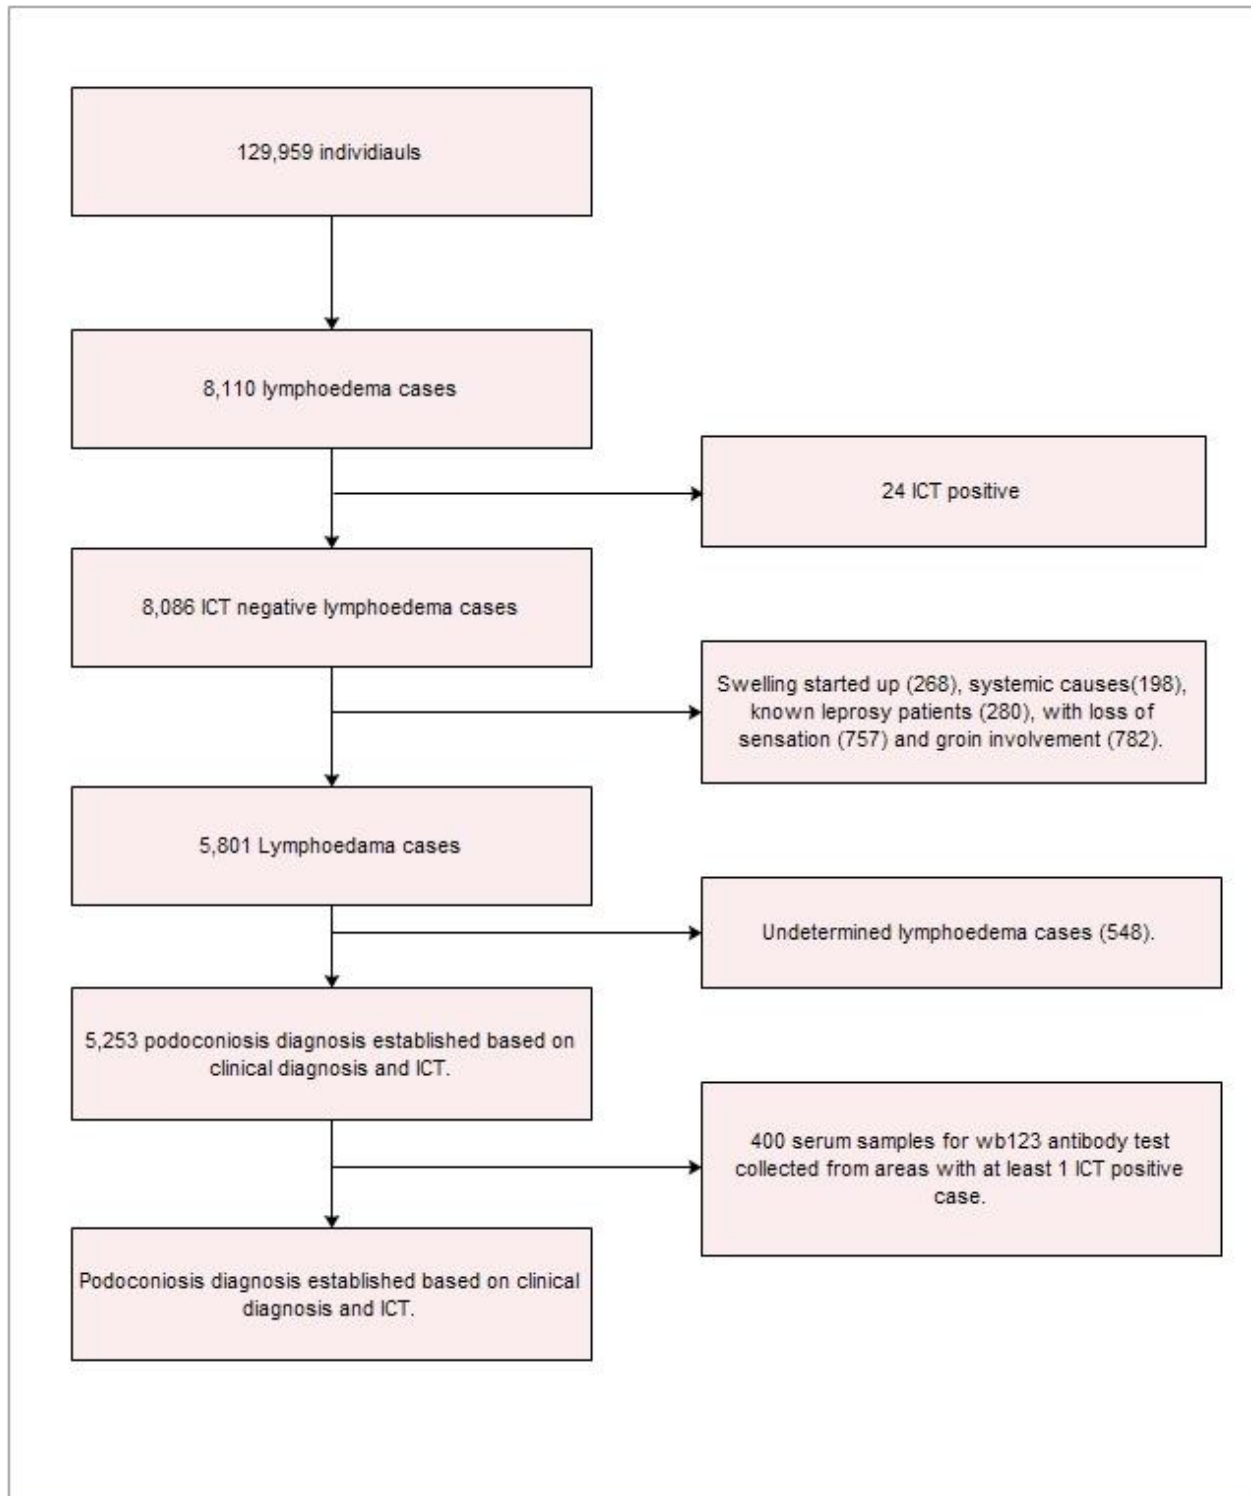 129,959 individiauls
8,110 lymphoedema cases
24 ICT positive
8,086 ICT negative lymphoedema cases
Swelling started up (268), systemic causes(198),
known leprosy patients (280), with loss of
sensation (757) and groin involvement (782).
5,801 Lymphoedama cases
Undetermined lymphoedema cases (548).
5,253 podoconiosis diagnosis established based on
clinical diagnosis and ICT.
400 serum samples for wb123 antibody test
collected from areas with at least 1 ICT positive
case.
Podoconiosis diagnosis established based on clinical
diagnosis and ICT.